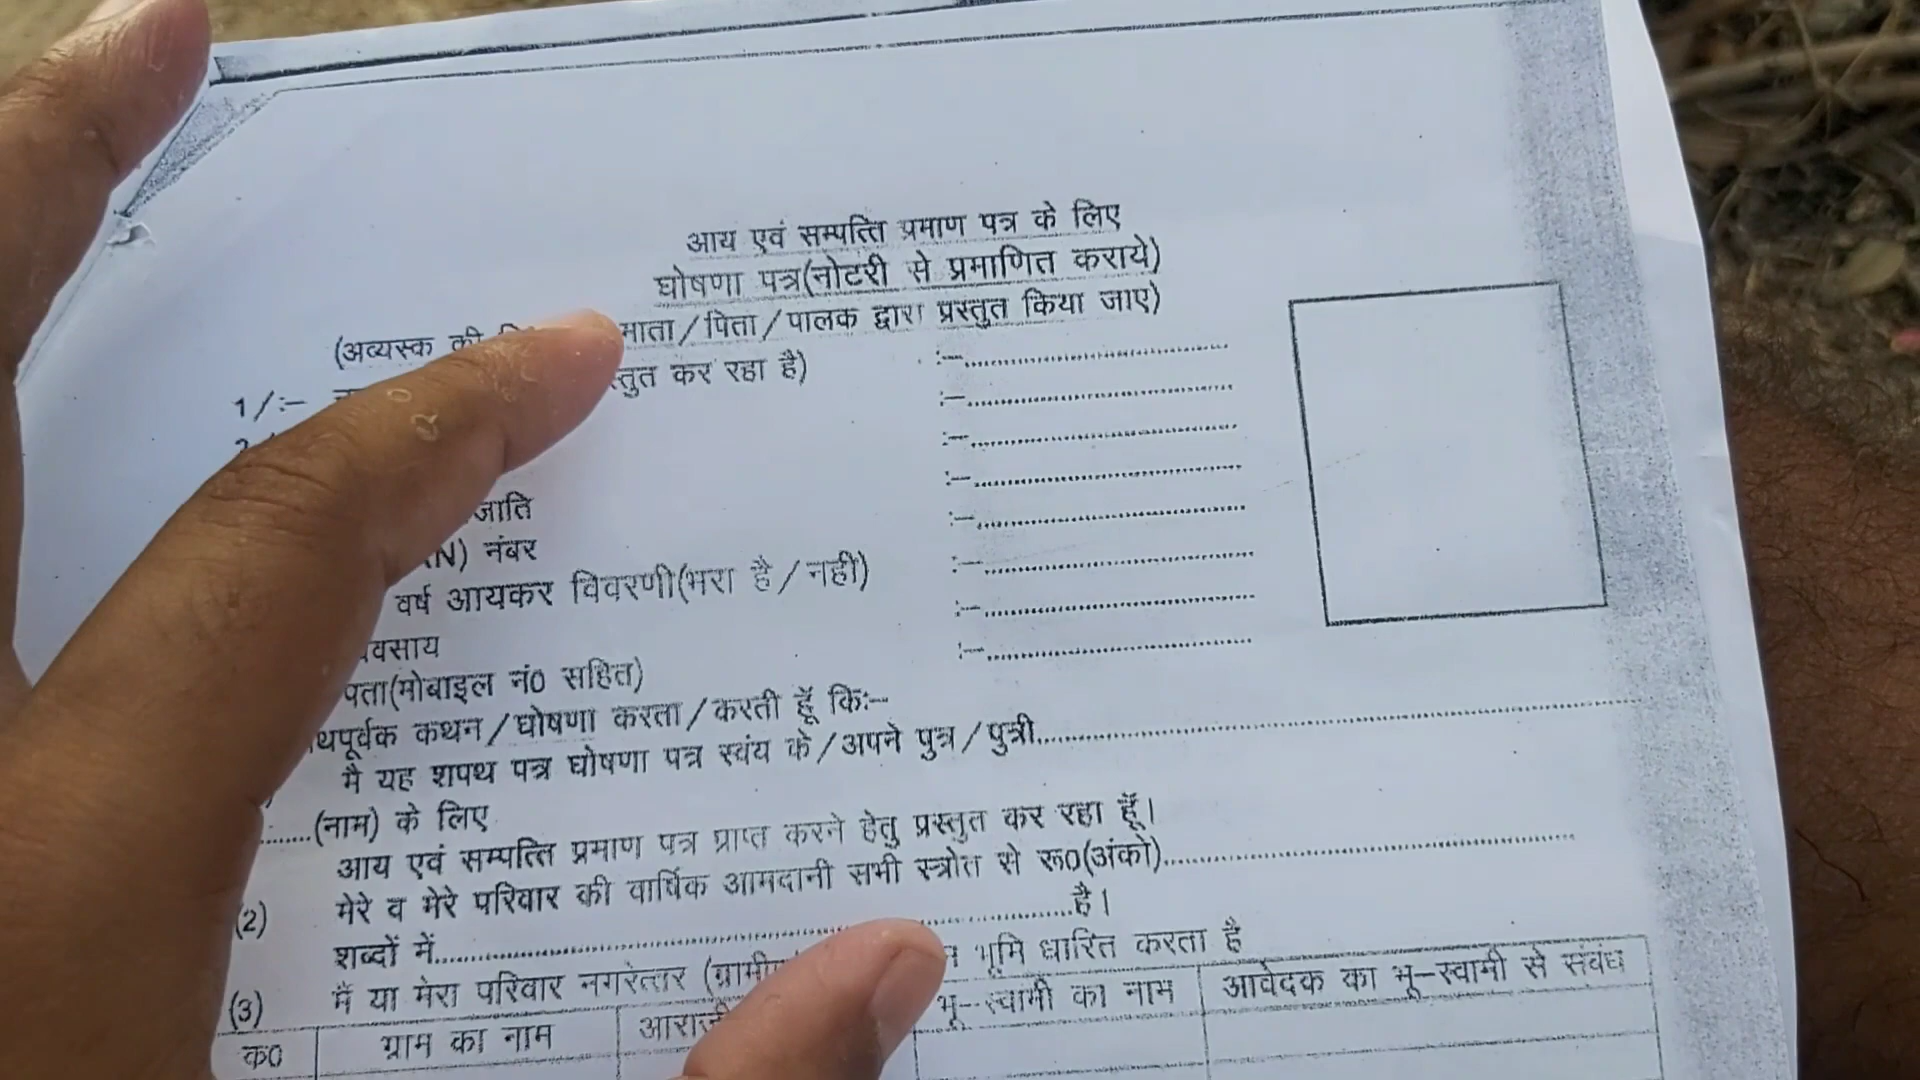 आय एवं सम्पत्ति प्रमाण पत्र के लिए
घोषणा पत्र(नोटरी से प्रमाणित कराये)
(अव्यस्क की माता/पिता/पालक द्वारा प्रस्तुत किया जाए)
1/:– स्तुत कर रहा है) :–
जाति
नंबर
वर्ष आयकर विवरणी(भरा है/नही)
वसाय
पता(मोबाइल नं0 सहित)
थपूर्वक कथन/घोषणा करता/करती हूँ किः–
मै यह शपथ पत्र घोषणा पत्र स्वंय के/अपने पुत्र/पुत्री
(नाम) के लिए
आय एवं सम्पत्ति प्रमाण पत्र प्राप्त करने हेतु प्रस्तुत कर रहा हूँ।
(2) मेरे व मेरे परिवार की वार्षिक आमदानी सभी स्त्रोत से रू0(अंको)
शब्दों में है।
(3) मैं या मेरा परिवार नगरेत्तर भूमि धारित करता है
क0 ग्राम का नाम भू–स्वामी का नाम आवेदक का भू–स्वामी से संबंध